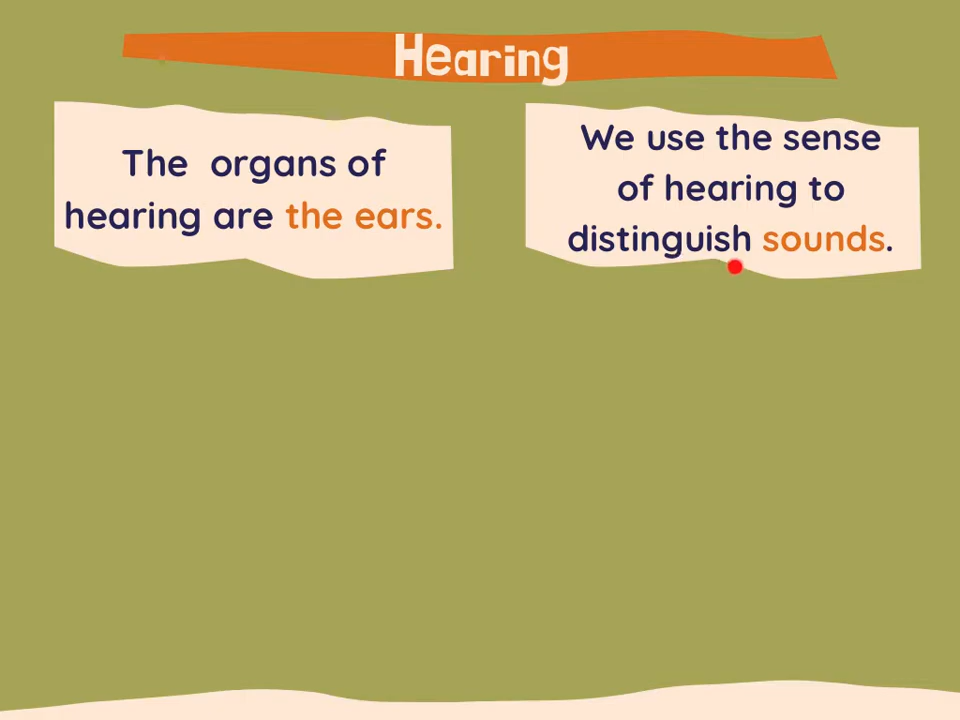 Hearing
The organs of
hearing are the ears.
We use the sense
of hearing to
distinguish sounds.